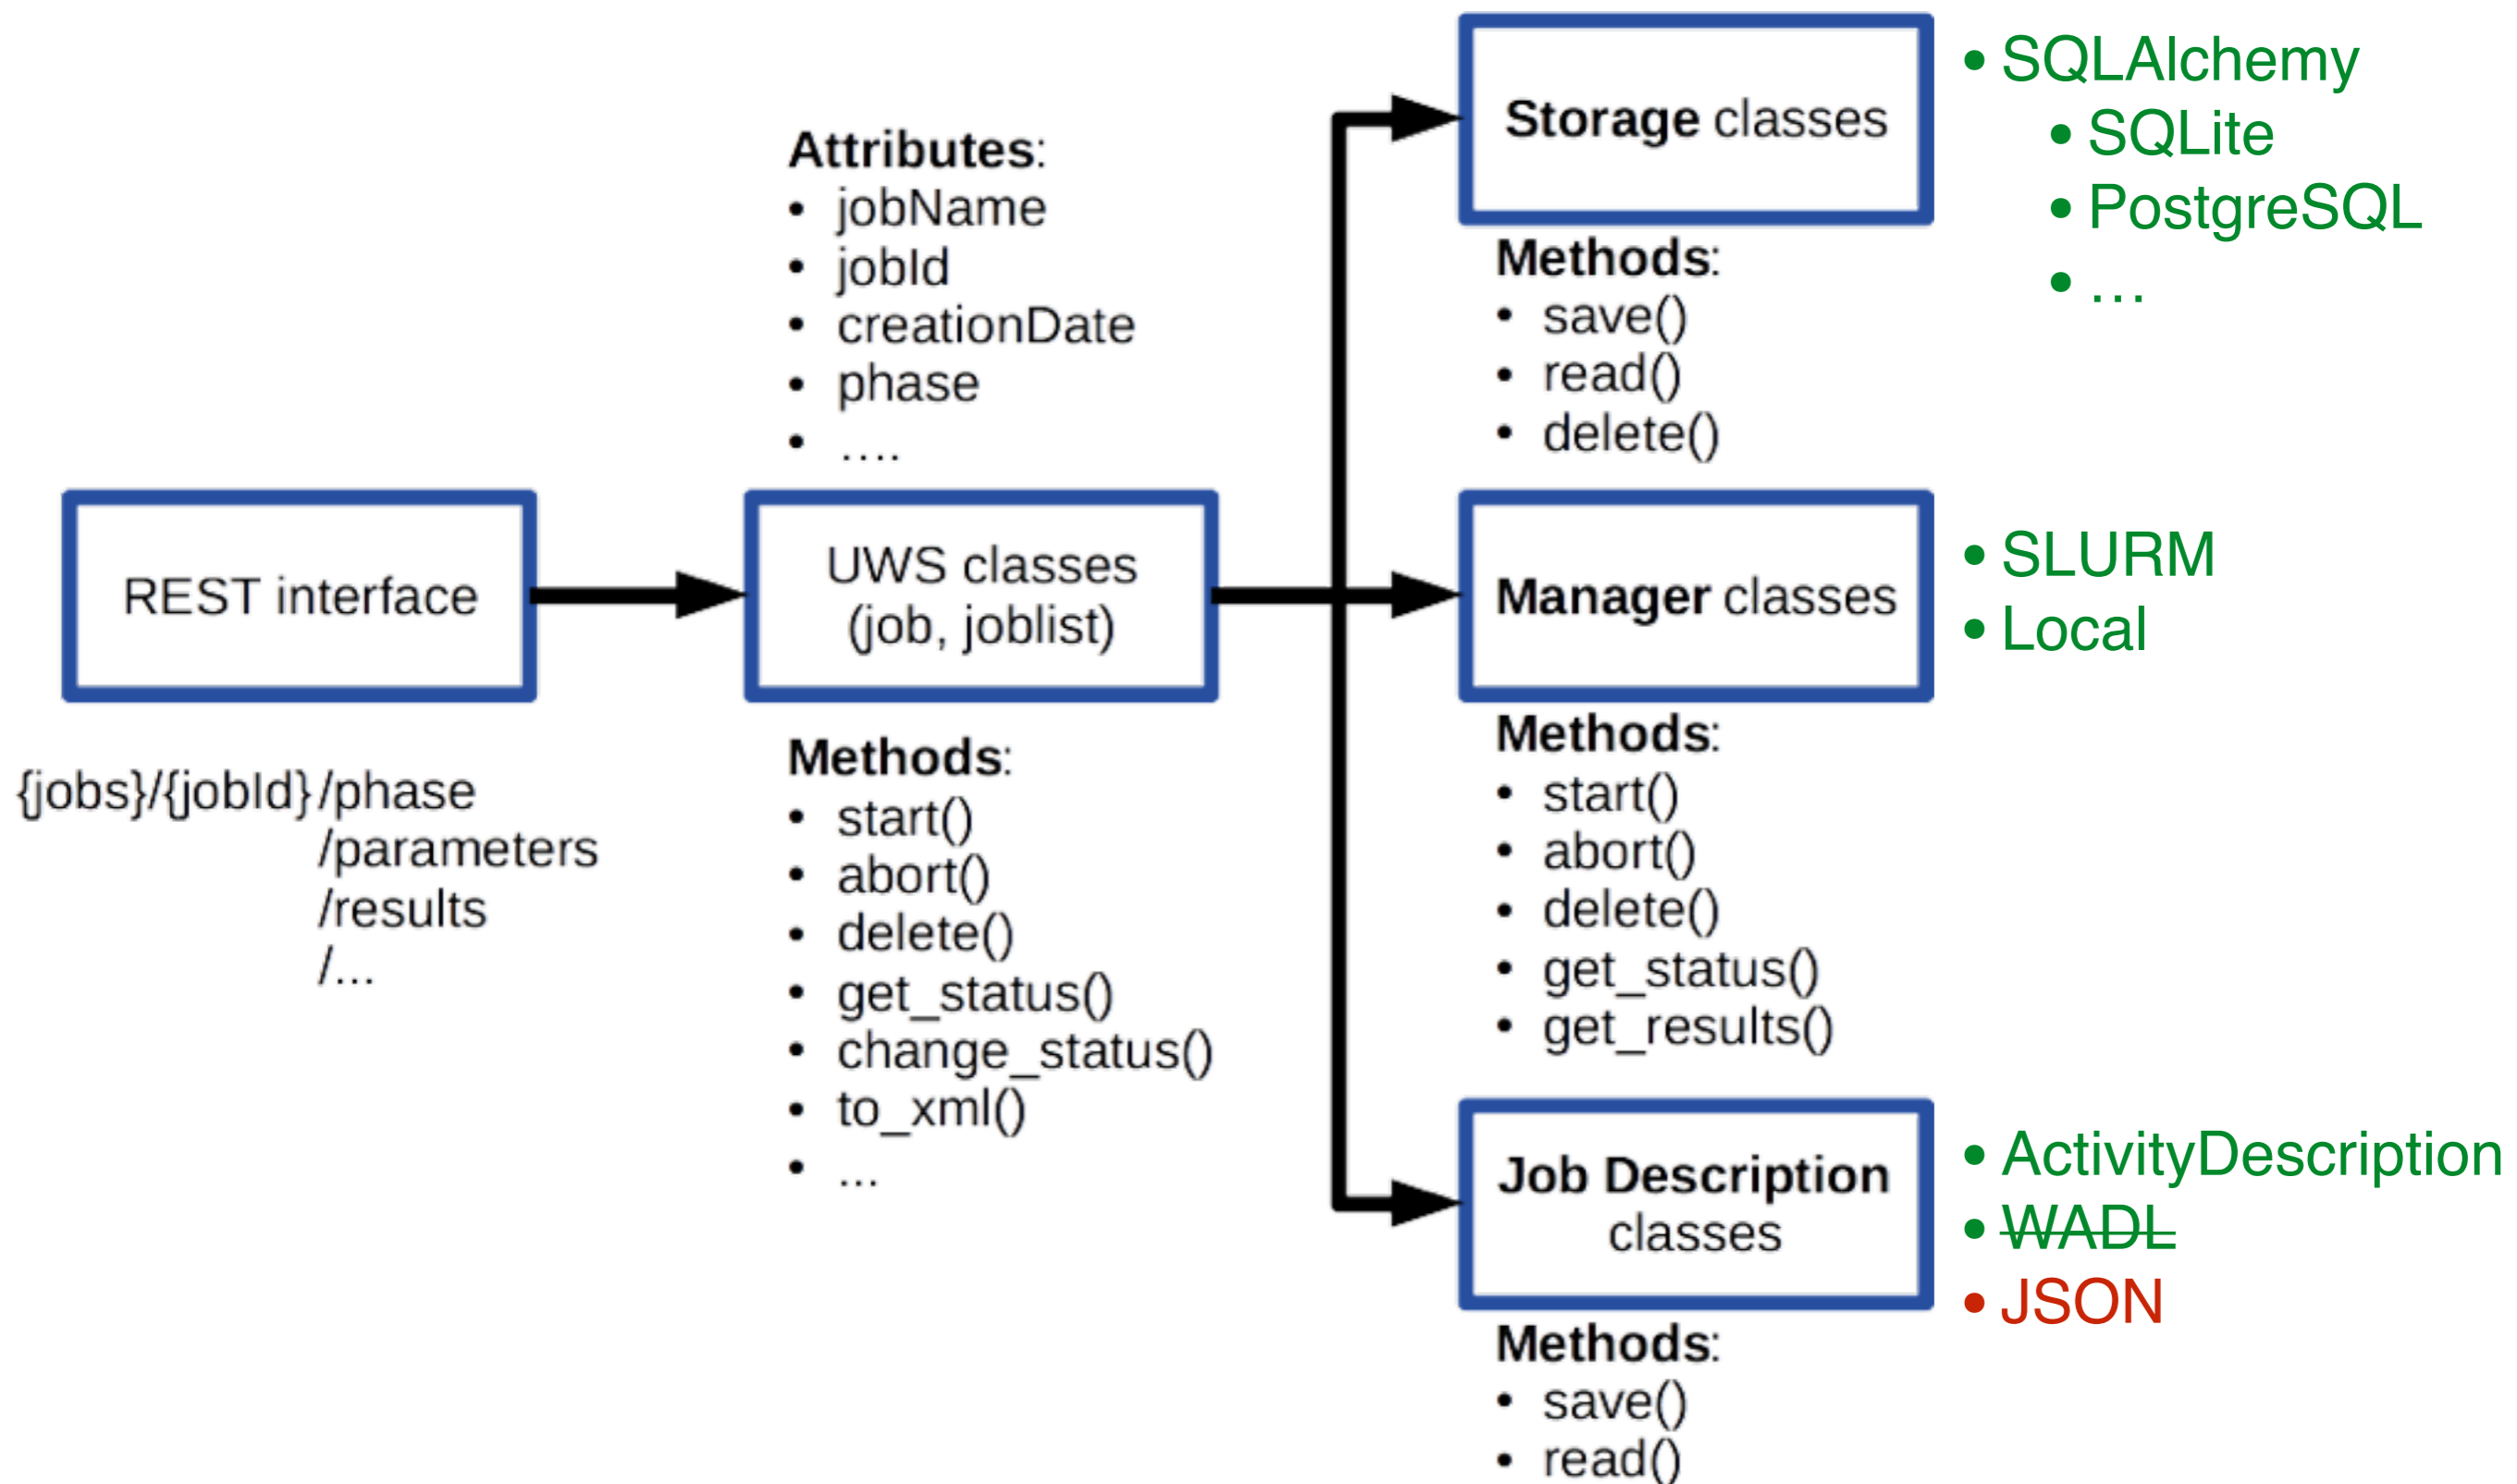 REST interface
{jobs}/{jobId}/phase
/parameters
/results
/...
Attributes:
• jobName
• jobId
• creationDate
• phase
• ....
UWS classes
(job, joblist)
Methods:
• start()
• abort()
• delete()
• get_status()
• change_status()
• to_xml()
• ...
Storage classes
Methods:
• save()
• read()
• delete()
• SQLAlchemy
• SQLite
• PostgreSQL
• …
Manager classes
Methods:
• start()
• abort()
• delete()
• get_status()
• get_results()
• SLURM
• Local
Job Description
classes
Methods:
• save()
• read()
• ActivityDescription
• WADL
• JSON